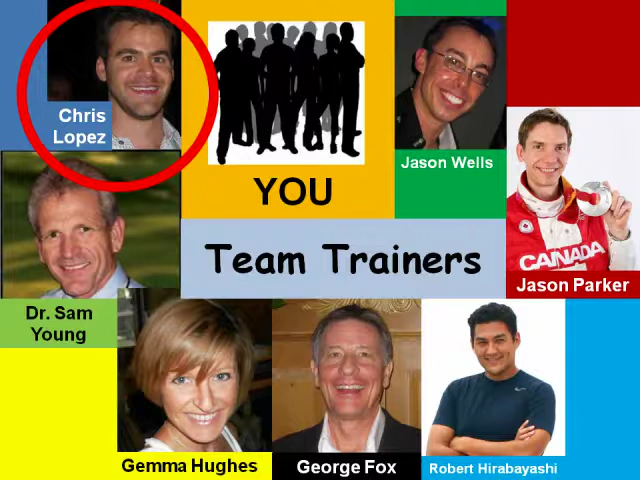 Chris
Lopez
YOU
Jason Wells
Team Trainers
CANADA
Jason Parker
Dr. Sam
Young
Gemma Hughes
George Fox
Robert Hirabayashi